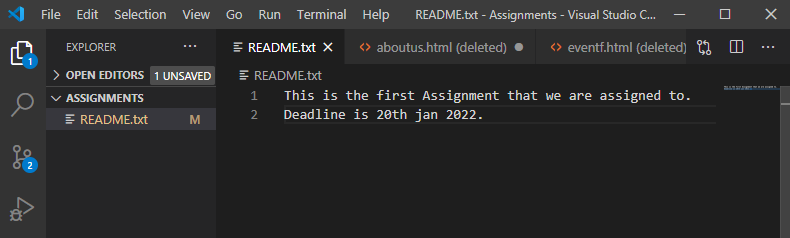 File Edit Selection View Go Run Terminal Help README.txt - Assignments - Visual Studio C...
EXPLORER ... README.txt aboutus.html (deleted) eventf.html (deleted) ...
OPEN EDITORS 1 UNSAVED
README.txt
ASSIGNMENTS
README.txt M
1 This is the first Assignment that we are assigned to.
2 Deadline is 20th jan 2022.
1
2